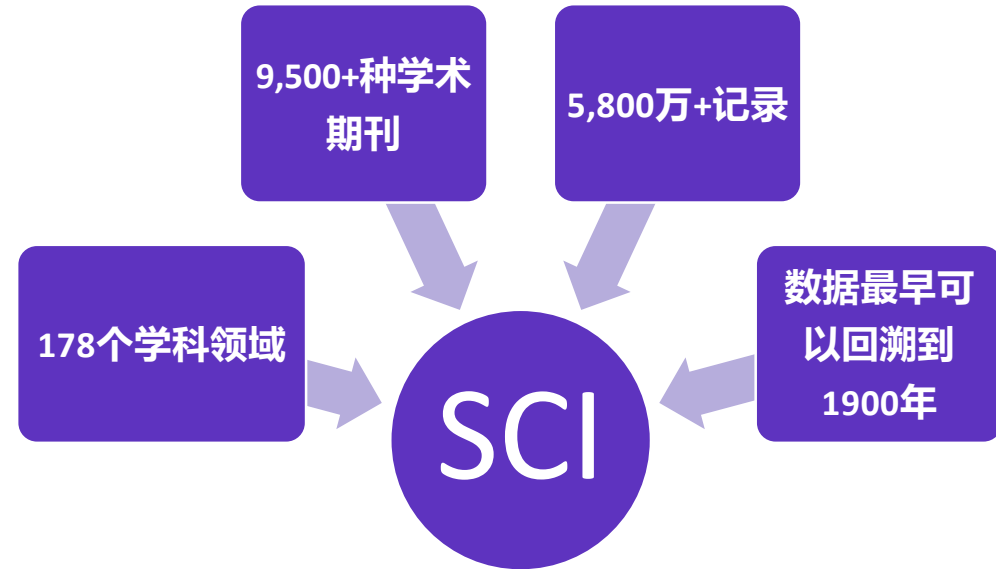 9,500+种学术
期刊
5,800万+记录
178个学科领域
数据最早可
以回溯到
1900年
SCI